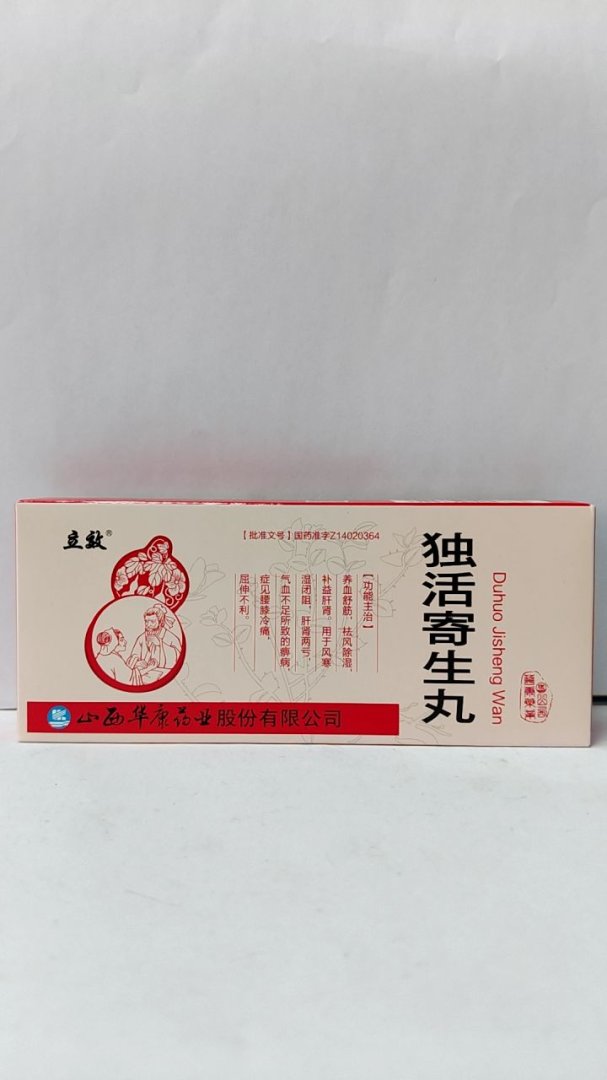 立效®
【批准文号】国药准字Z14020364
独活寄生丸
Duhuo Jisheng Wan
【功能主治】
养血舒筋，祛风除湿，
补益肝肾。用于风寒
湿闭阻，肝肾两亏，
气血不足所致的痹病，
症见腰膝冷痛，
屈伸不利。
山西华康药业股份有限公司